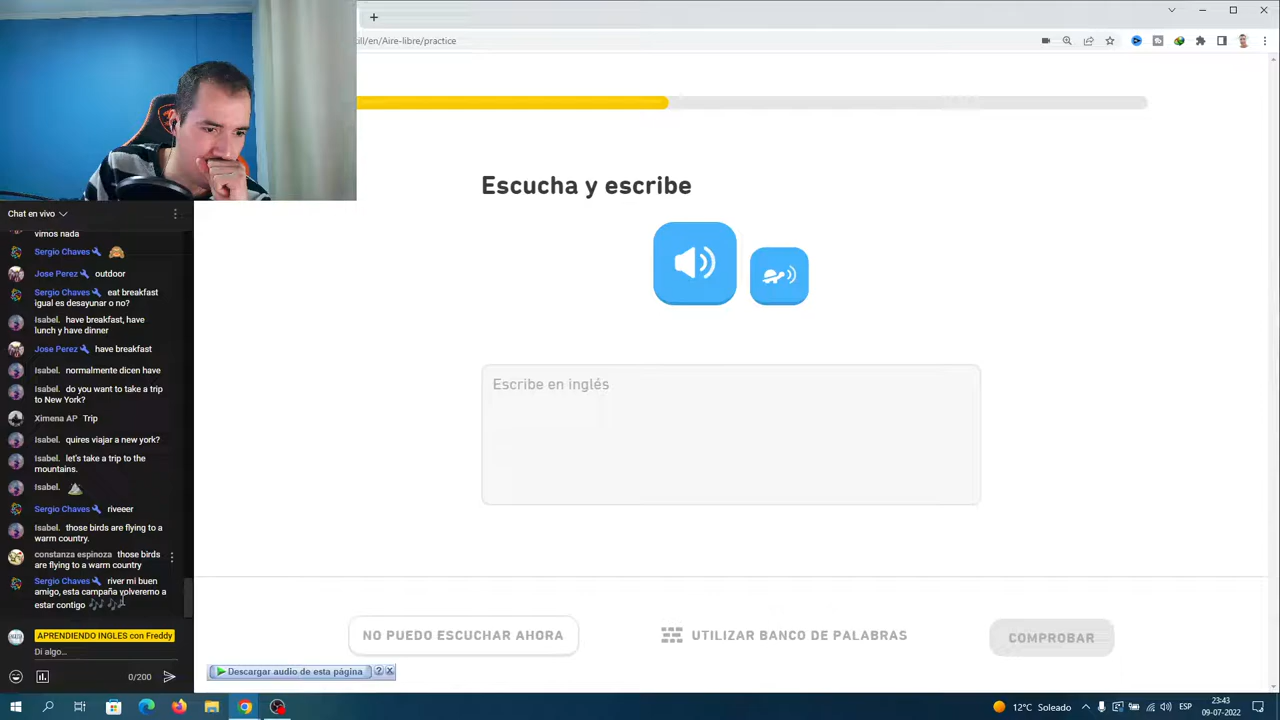 ill/en/Aire-libre/practice
Chat en vivo
vimos nada
Sergio Chaves
Jose Perez outdoor
Sergio Chaves eat breakfast
igual es desayunar o no?
Isabel. have breakfast, have
lunch y have dinner
Jose Perez have breakfast
Isabel. normalmente dicen have
Isabel. do you want to take a trip
to New York?
Ximena AP Trip
Isabel. quires viajar a new york?
Isabel. let's take a trip to the
mountains.
Isabel.
Sergio Chaves riveeer
Isabel. those birds are flying to a
warm country.
constanza espinoza those birds
are flying to a warm country
Sergio Chaves river mi buen
amigo, esta campaña volveremo a
estar contigo
APRENDIENDO INGLES con Freddy
Di algo...
0/200
Escucha y escribe
Escribe en inglés
NO PUEDO ESCUCHAR AHORA
UTILIZAR BANCO DE PALABRAS
COMPROBAR
Descargar audio de esta página ? X
12°C Soleado
ESP
23:43
09-07-2022